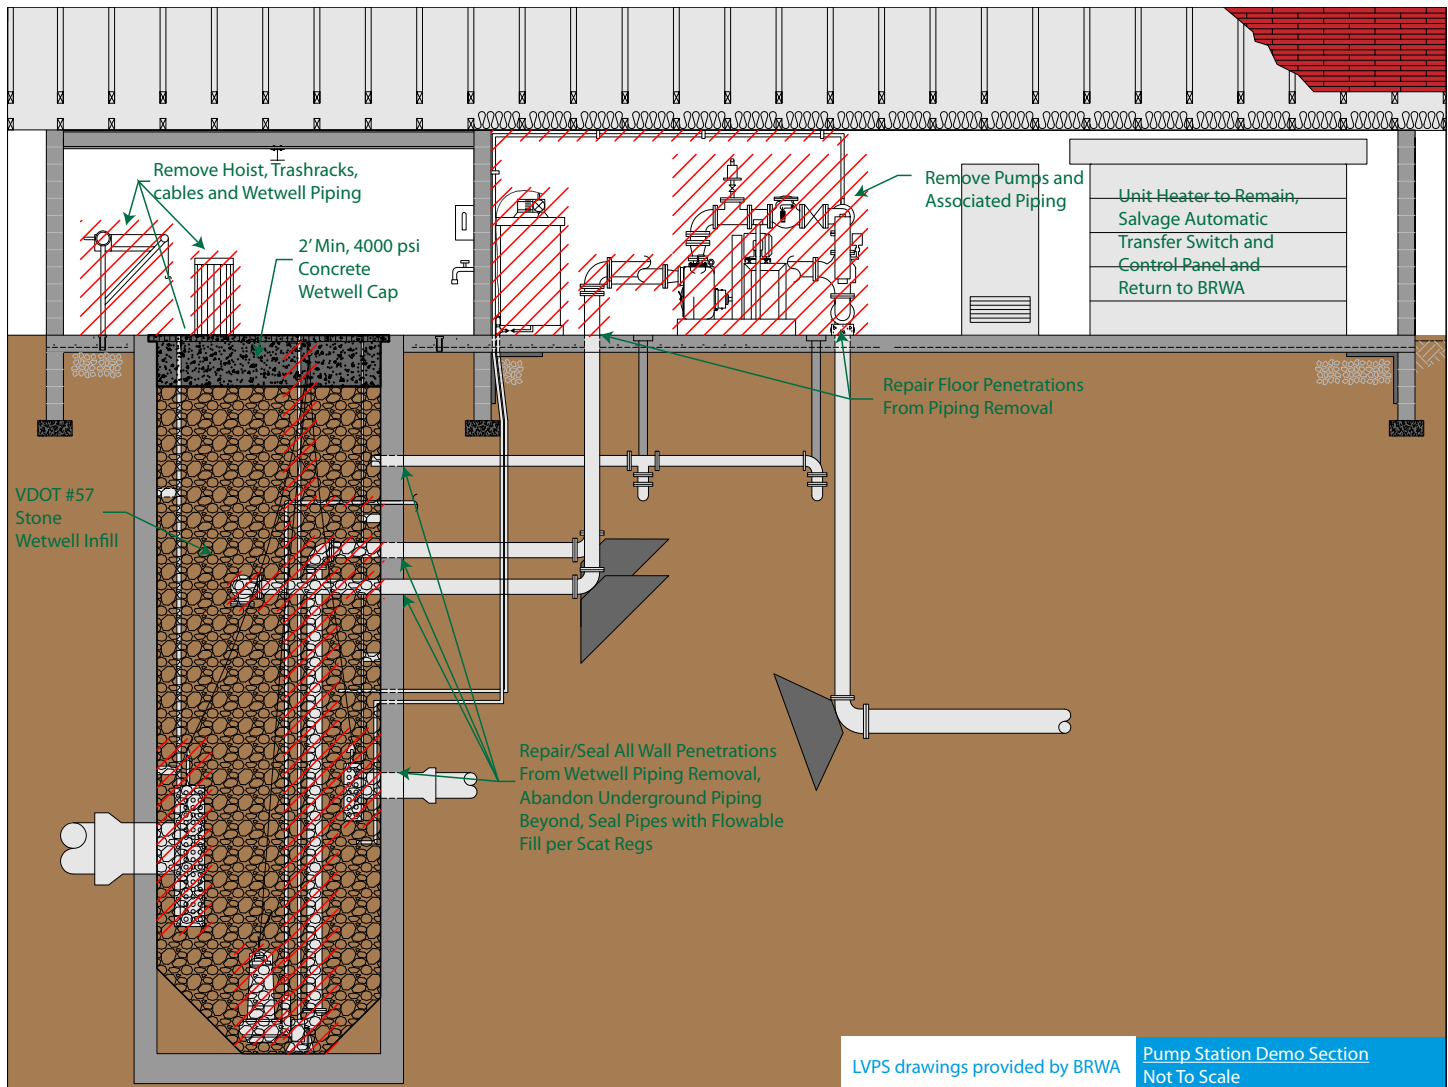 Remove Hoist, Trashracks,
cables and Wetwell Piping
2' Min, 4000 psi
Concrete
Wetwell Cap
Remove Pumps and
Associated Piping
Unit Heater to Remain,
Salvage Automatic
Transfer Switch and
Control Panel and
Return to BRWA
Repair Floor Penetrations
From Piping Removal
VDOT #57
Stone
Wetwell Infill
Repair/Seal All Wall Penetrations
From Wetwell Piping Removal,
Abandon Underground Piping
Beyond, Seal Pipes with Flowable
Fill per Scat Regs
LVPS drawings provided by BRWA
Pump Station Demo Section
Not To Scale